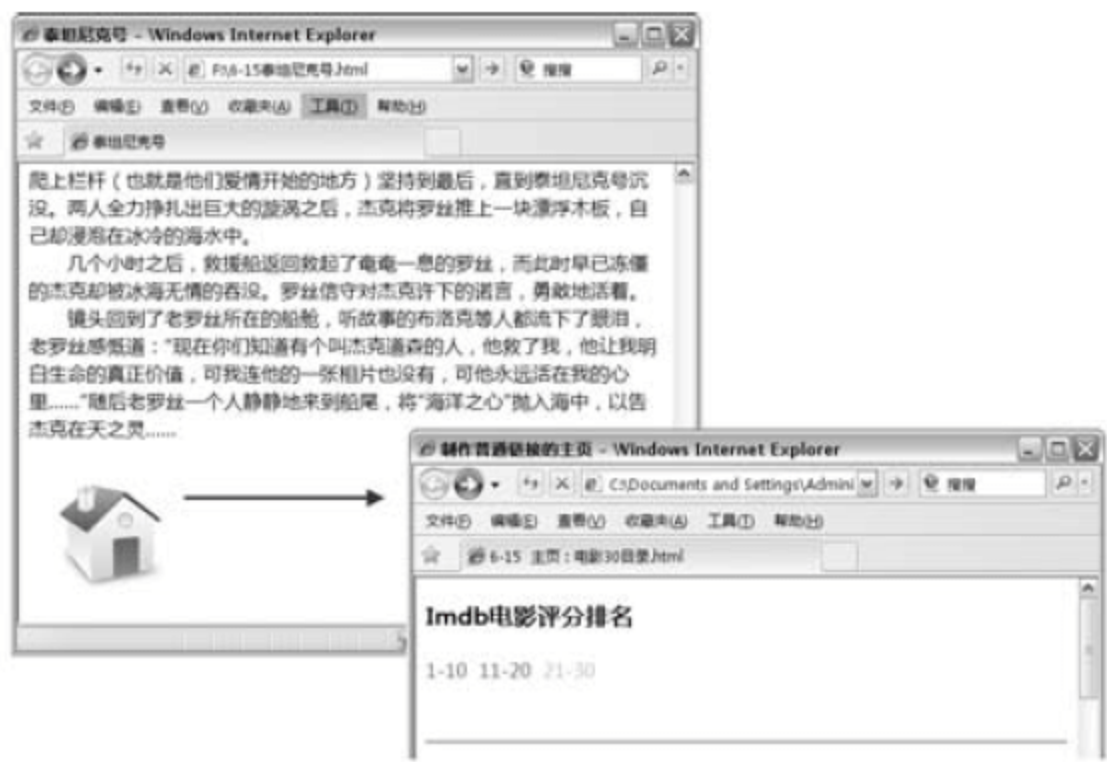 泰坦尼克号 - Windows Internet Explorer
F:\6-15泰坦尼克号.html
搜搜
文件(F) 编辑(E) 查看(V) 收藏夹(A) 工具(T) 帮助(H)
泰坦尼克号
爬上栏杆（也就是他们爱情开始的地方）坚持到最后，直到泰坦尼克号沉
没。两人全力挣扎出巨大的旋涡之后，杰克将罗丝推上一块漂浮木板，自
己却浸泡在冰冷的海水中。
几个小时之后，救援船返回救起了奄奄一息的罗丝，而此时早已冻僵
的杰克却被冰海无情的吞没。罗丝信守对杰克许下的诺言，勇敢地活着。
镜头回到了老罗丝所在的船舱，听故事的布洛克等人都流下了眼泪，
老罗丝感慨道：“现在你们知道有个叫杰克道森的人，他救了我，他让我明
白生命的真正价值，可我连他的一张相片也没有，可他永远活在我的心
里……”随后老罗丝一个人静静地来到船尾，将“海洋之心”抛入海中，以告
杰克在天之灵……
制作普通链接的主页 - Windows Internet Explorer
C:\Documents and Settings\Admini
搜搜
文件(F) 编辑(E) 查看(V) 收藏夹(A) 工具(T) 帮助(H)
6-15 主页：电影30目录.html
Imdb电影评分排名
1-10 11-20 21-30